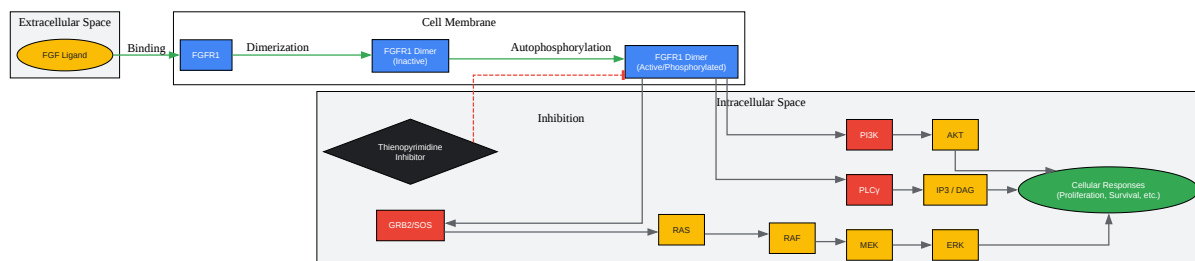 Extracellular Space
FGF Ligand
Binding
Cell Membrane
FGFR1
Dimerization
FGFR1 Dimer
(Inactive)
Autophosphorylation
FGFR1 Dimer
(Active/Phosphorylated)
Intracellular Space
Inhibition
Thienopyrimidine
Inhibitor
PI3K
AKT
PLCγ
IP3 / DAG
Cellular Responses
(Proliferation, Survival, etc.)
GRB2/SOS
RAS
RAF
MEK
ERK